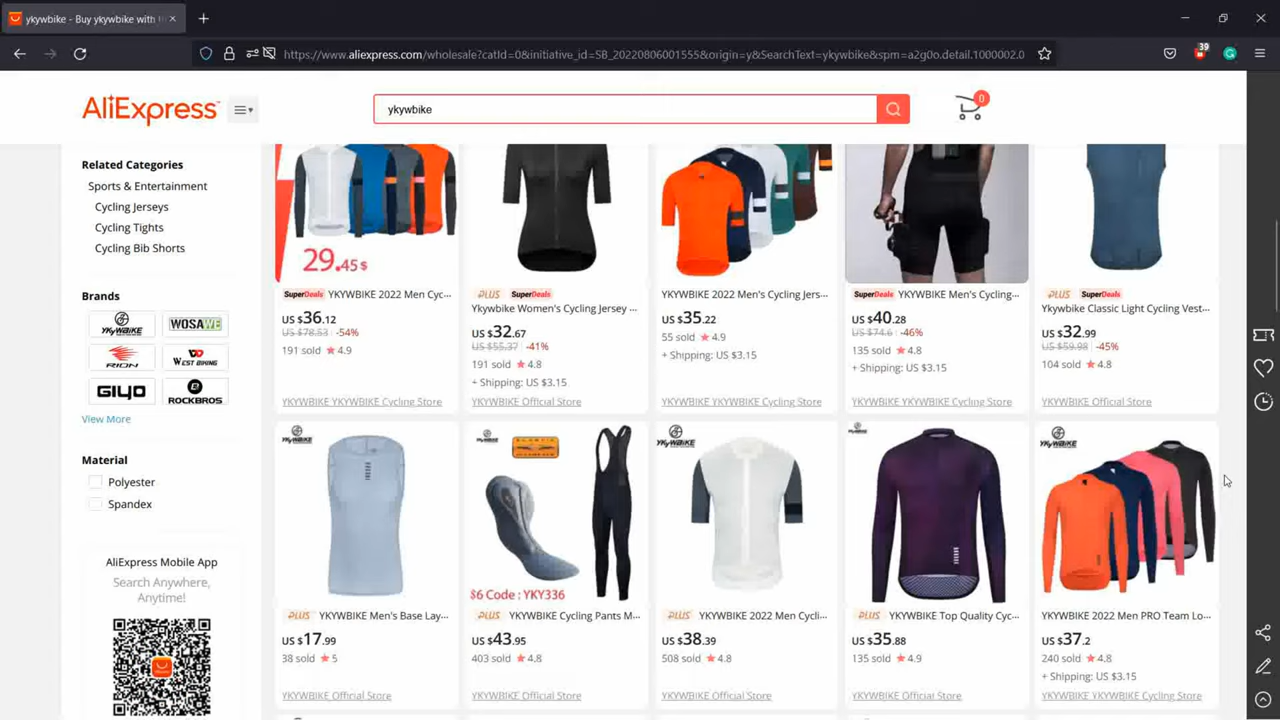 ykywbike - Buy ykywbike with
https://www.aliexpress.com/wholesale?catId=0&initiative_id=SB_20220806001555&origin=y&SearchText=ykywbike&spm=a2g0o.detail.1000002.0
39
AliExpress
ykywbike
0
Related Categories
Sports & Entertainment
Cycling Jerseys
Cycling Tights
Cycling Bib Shorts
Brands
YKYWBIKE
WOSAWE
RION
WEST BIKING
GIYO
ROCKBROS
View More
Material
Polyester
Spandex
AliExpress Mobile App
Search Anywhere,
Anytime!
29.45$
SuperDeals YKYWBIKE 2022 Men Cyc...
US $36.12
US $78.53 -54%
191 sold 4.9
YKYWBIKE YKYWBIKE Cycling Store
PLUS SuperDeals
Ykywbike Women's Cycling Jersey ...
US $32.67
US $55.37 -41%
191 sold 4.8
+ Shipping: US $3.15
YKYWBIKE Official Store
YKYWBIKE 2022 Men's Cycling Jers...
US $35.22
55 sold 4.9
+ Shipping: US $3.15
YKYWBIKE YKYWBIKE Cycling Store
SuperDeals YKYWBIKE Men's Cycling...
US $40.28
US $74.6 -46%
135 sold 4.8
+ Shipping: US $3.15
YKYWBIKE YKYWBIKE Cycling Store
PLUS SuperDeals
Ykywbike Classic Light Cycling Vest...
US $32.99
US $59.98 -45%
104 sold 4.8
YKYWBIKE Official Store
YKYWBIKE
PLUS YKYWBIKE Men's Base Lay...
US $17.99
38 sold 5
YKYWBIKE Official Store
YKYWBIKE
$6 Code : YKY336
PLUS YKYWBIKE Cycling Pants M...
US $43.95
403 sold 4.8
YKYWBIKE Official Store
YKYWBIKE
PLUS YKYWBIKE 2022 Men Cycli...
US $38.39
508 sold 4.8
YKYWBIKE Official Store
YKYWBIKE
PLUS YKYWBIKE Top Quality Cyc...
US $35.88
135 sold 4.9
YKYWBIKE Official Store
YKYWBIKE
YKYWBIKE 2022 Men PRO Team Lo...
US $37.2
240 sold 4.8
+ Shipping: US $3.15
YKYWBIKE YKYWBIKE Cycling Store